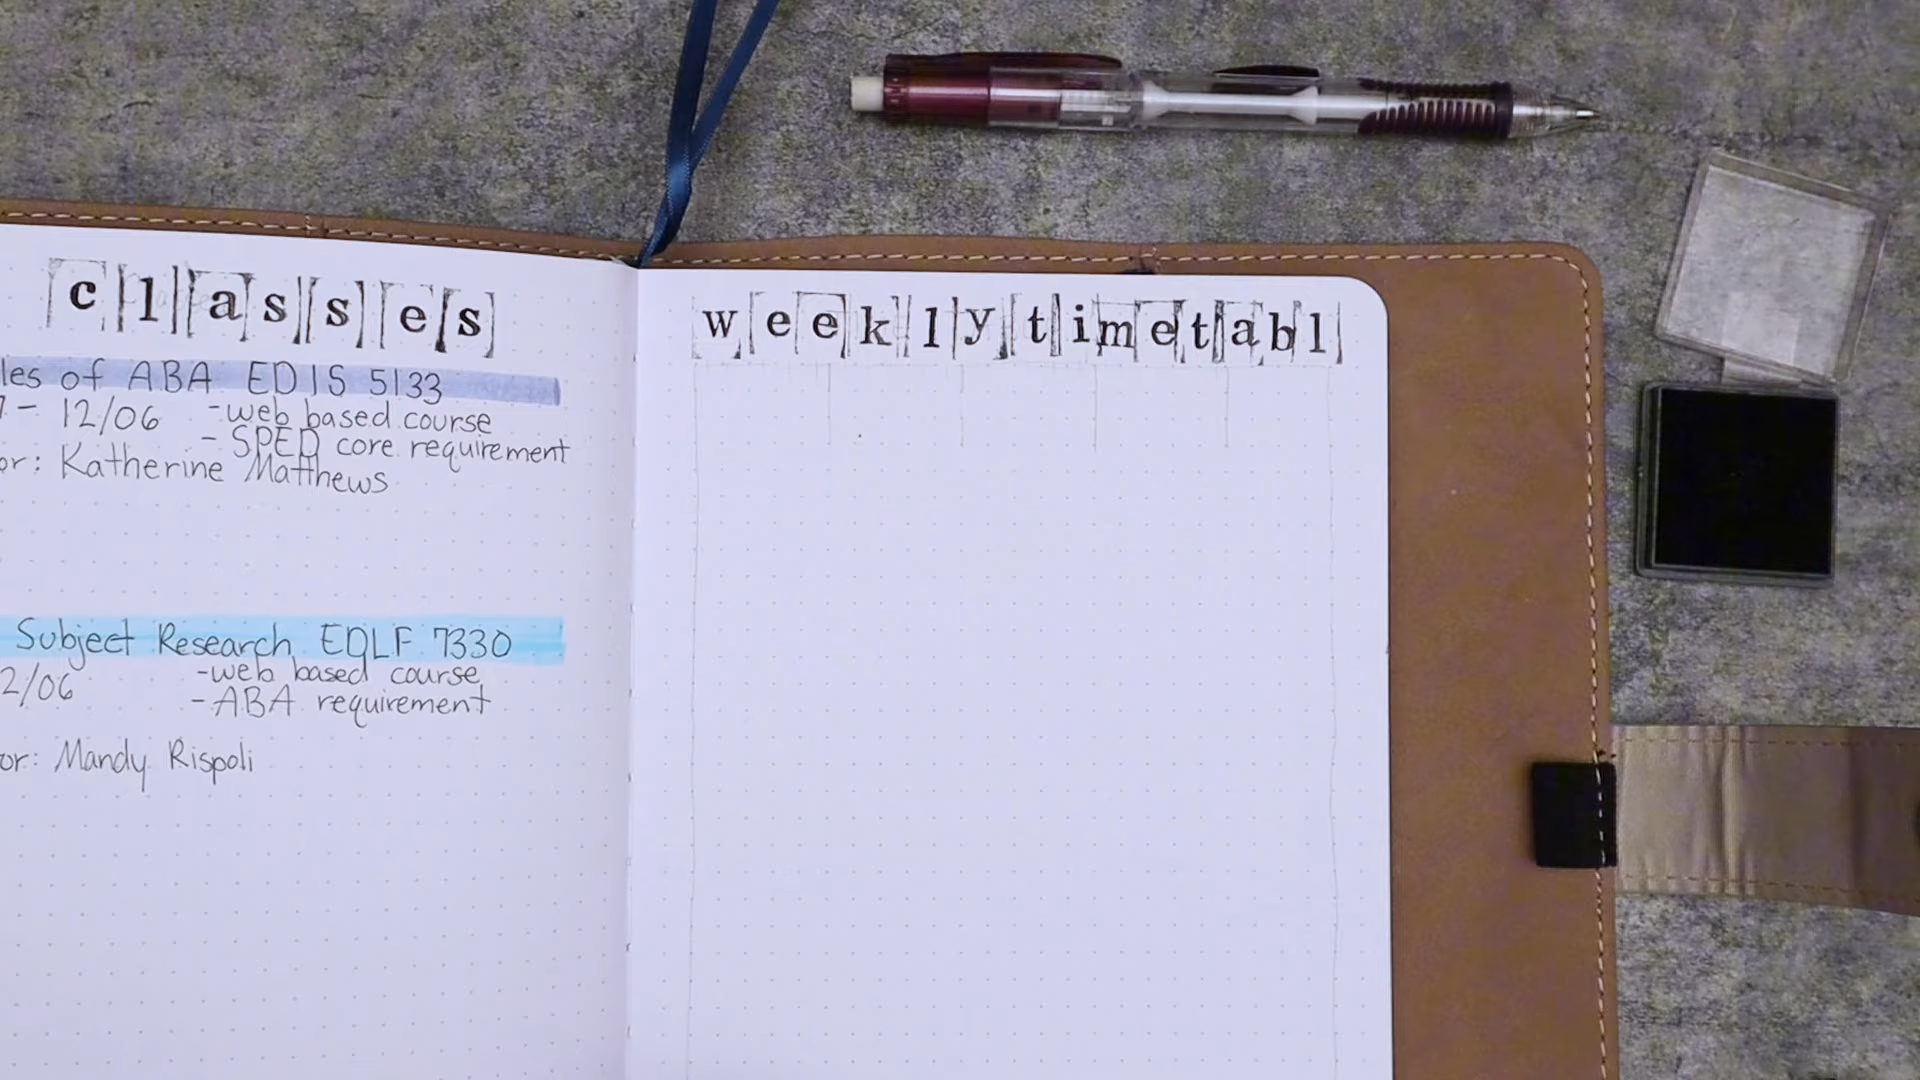 classes
les of ABA EDIS 5133
- 12/06 -web based course
- SPED core requirement
or: Katherine Matthews
Subject Research EDLF 7330
2/06 -web based course
-ABA requirement
or: Mandy Rispoli
weekly timetabl